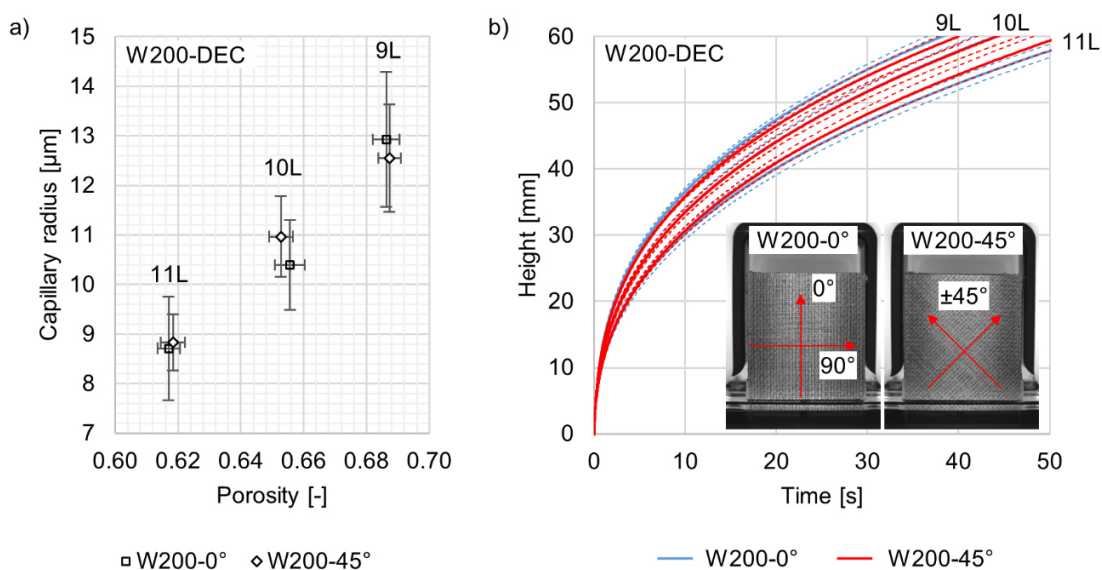 a)
W200-DEC
15
14
13
12
11
10
9
8
7
Capillary radius [µm]
9L
10L
11L
0.60 0.62 0.64 0.66 0.68 0.70
Porosity [-]
W200-0° W200-45°
b)
W200-DEC
9L 10L
11L
60
50
40
30
20
10
0
Height [mm]
W200-0° W200-45°
0°
90°
±45°
0 10 20 30 40 50
Time [s]
W200-0° W200-45°